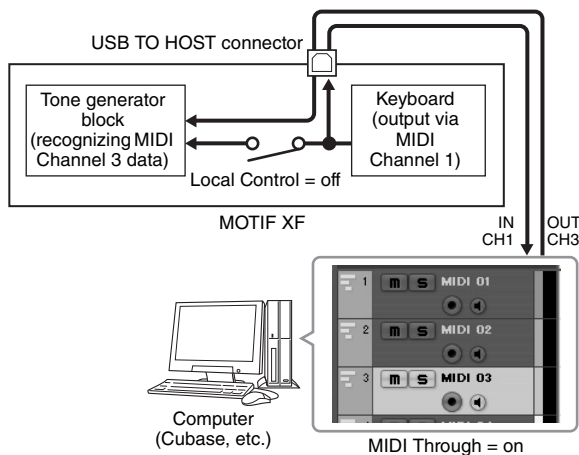 USB TO HOST connector
Tone generator
block
(recognizing MIDI
Channel 3 data)
Keyboard
(output via
MIDI
Channel 1)
Local Control = off
MOTIF XF
IN
CH1
OUT
CH3
1 m S MIDI 01
2 m S MIDI 02
3 m S MIDI 03
Computer
(Cubase, etc.)
MIDI Through = on